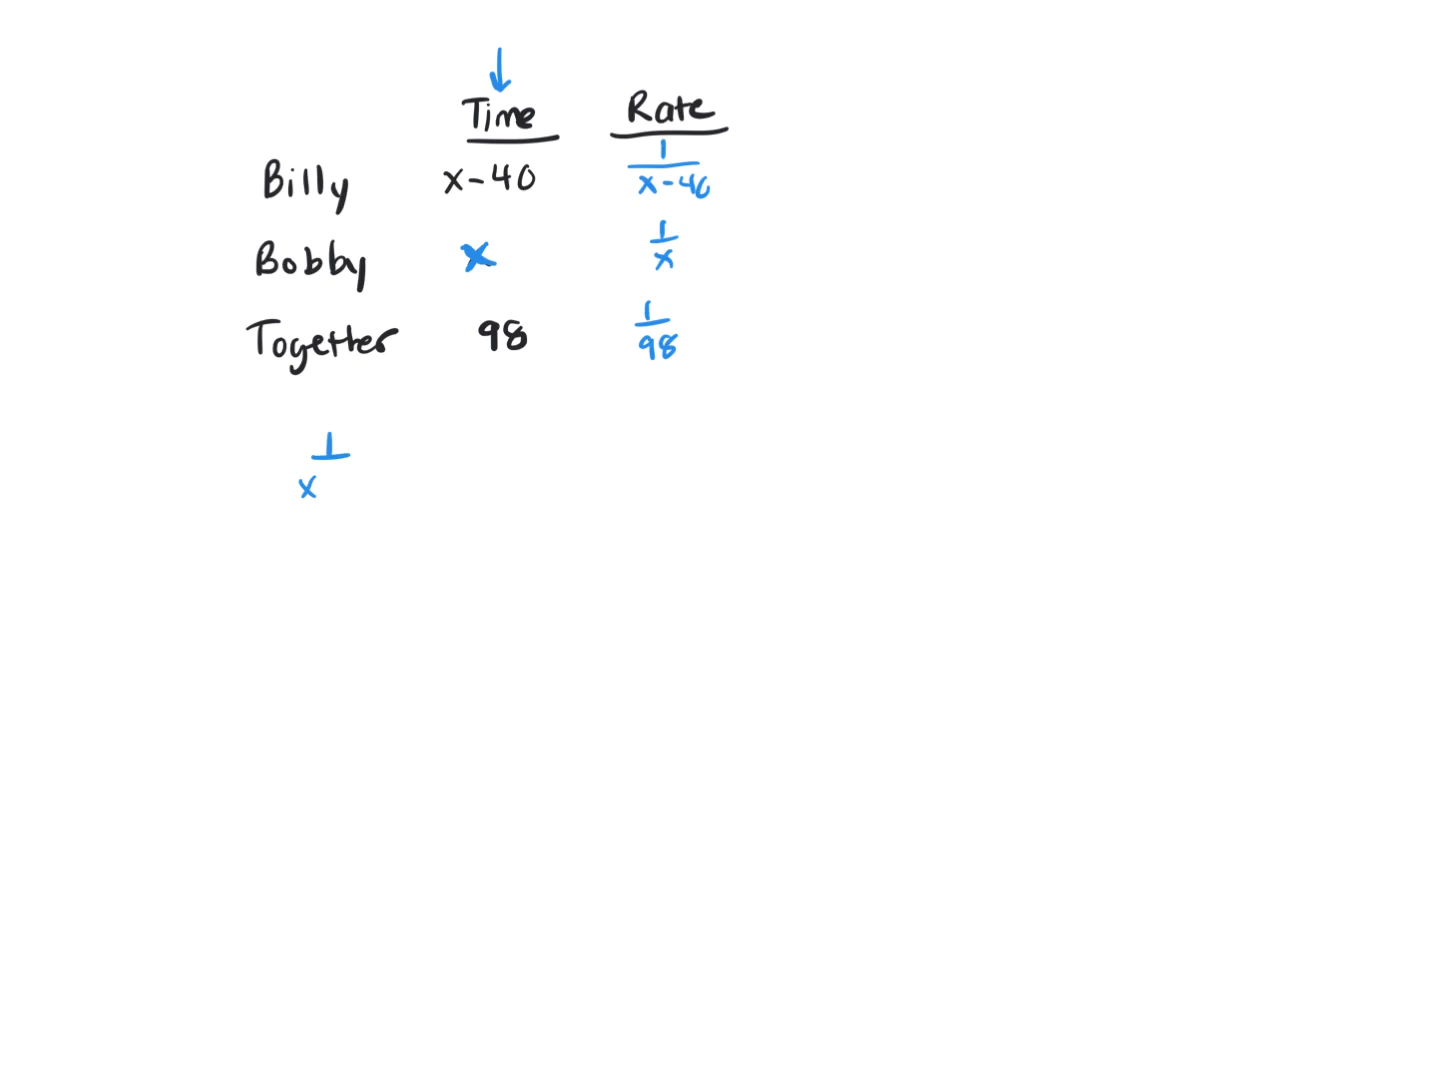 Time Rate
Billy x-40 1/x-40
Bobby x 1/x
Together 98 1/98
1/x